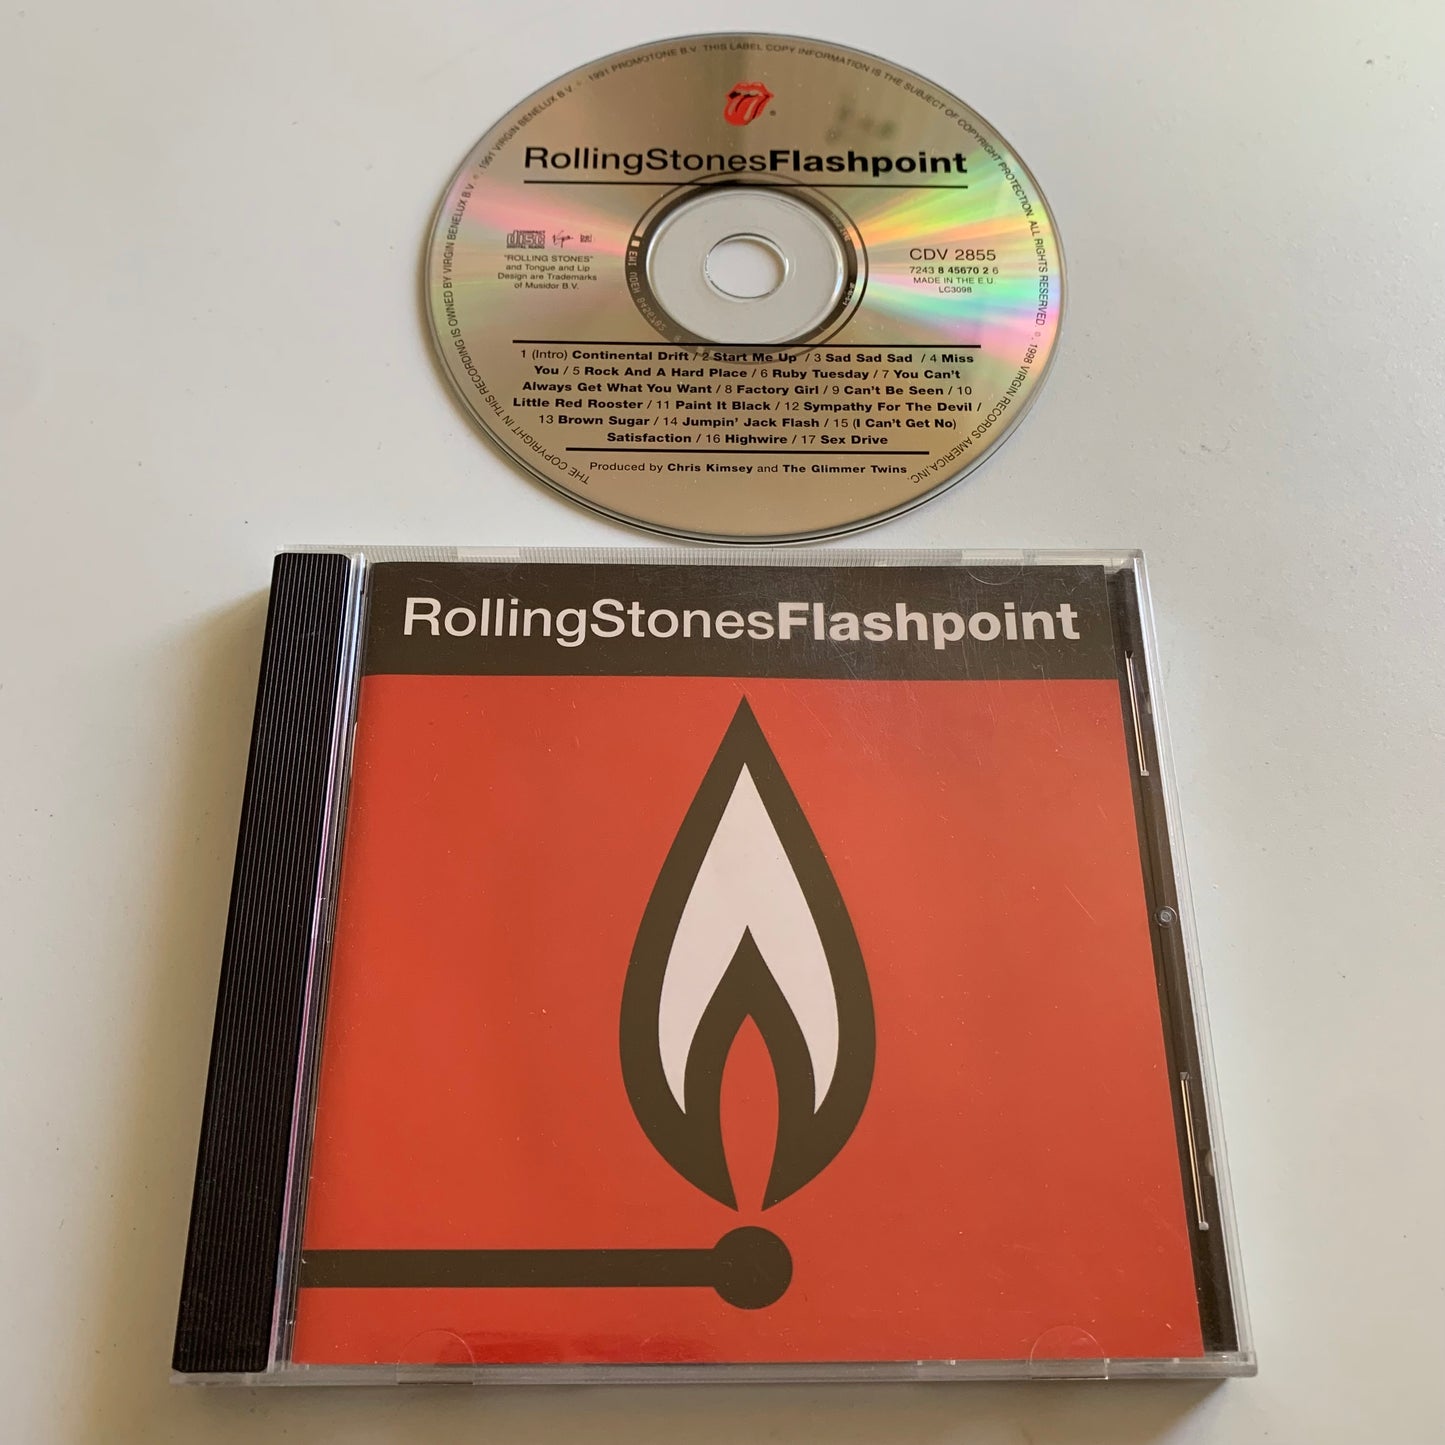 THE COPYRIGHT IN THIS RECORDING IS OWNED BY VIRGIN BENELUX B.V. ℗ 1991 VIRGIN BENELUX B.V. © 1991 PROMOTONE B.V. THIS LABEL COPY INFORMATION IS THE SUBJECT OF COPYRIGHT PROTECTION. ALL RIGHTS RESERVED. © 1998 VIRGIN RECORDS AMERICA, INC.
RollingStonesFlashpoint
COMPACT
disc
DIGITAL AUDIO
Virgin
CDV 2855
"ROLLING STONES"
and Tongue and Lip
Design are Trademarks
of Musidor B.V.
7243 8 45670 2 6
MADE IN THE E.U.
LC3098
EMI UDEN
1 (Intro) Continental Drift / 2 Start Me Up / 3 Sad Sad Sad / 4 Miss
You / 5 Rock And A Hard Place / 6 Ruby Tuesday / 7 You Can't
Always Get What You Want / 8 Factory Girl / 9 Can't Be Seen / 10
Little Red Rooster / 11 Paint It Black / 12 Sympathy For The Devil /
13 Brown Sugar / 14 Jumpin' Jack Flash / 15 (I Can't Get No)
Satisfaction / 16 Highwire / 17 Sex Drive
Produced by Chris Kimsey and The Glimmer Twins
RollingStonesFlashpoint